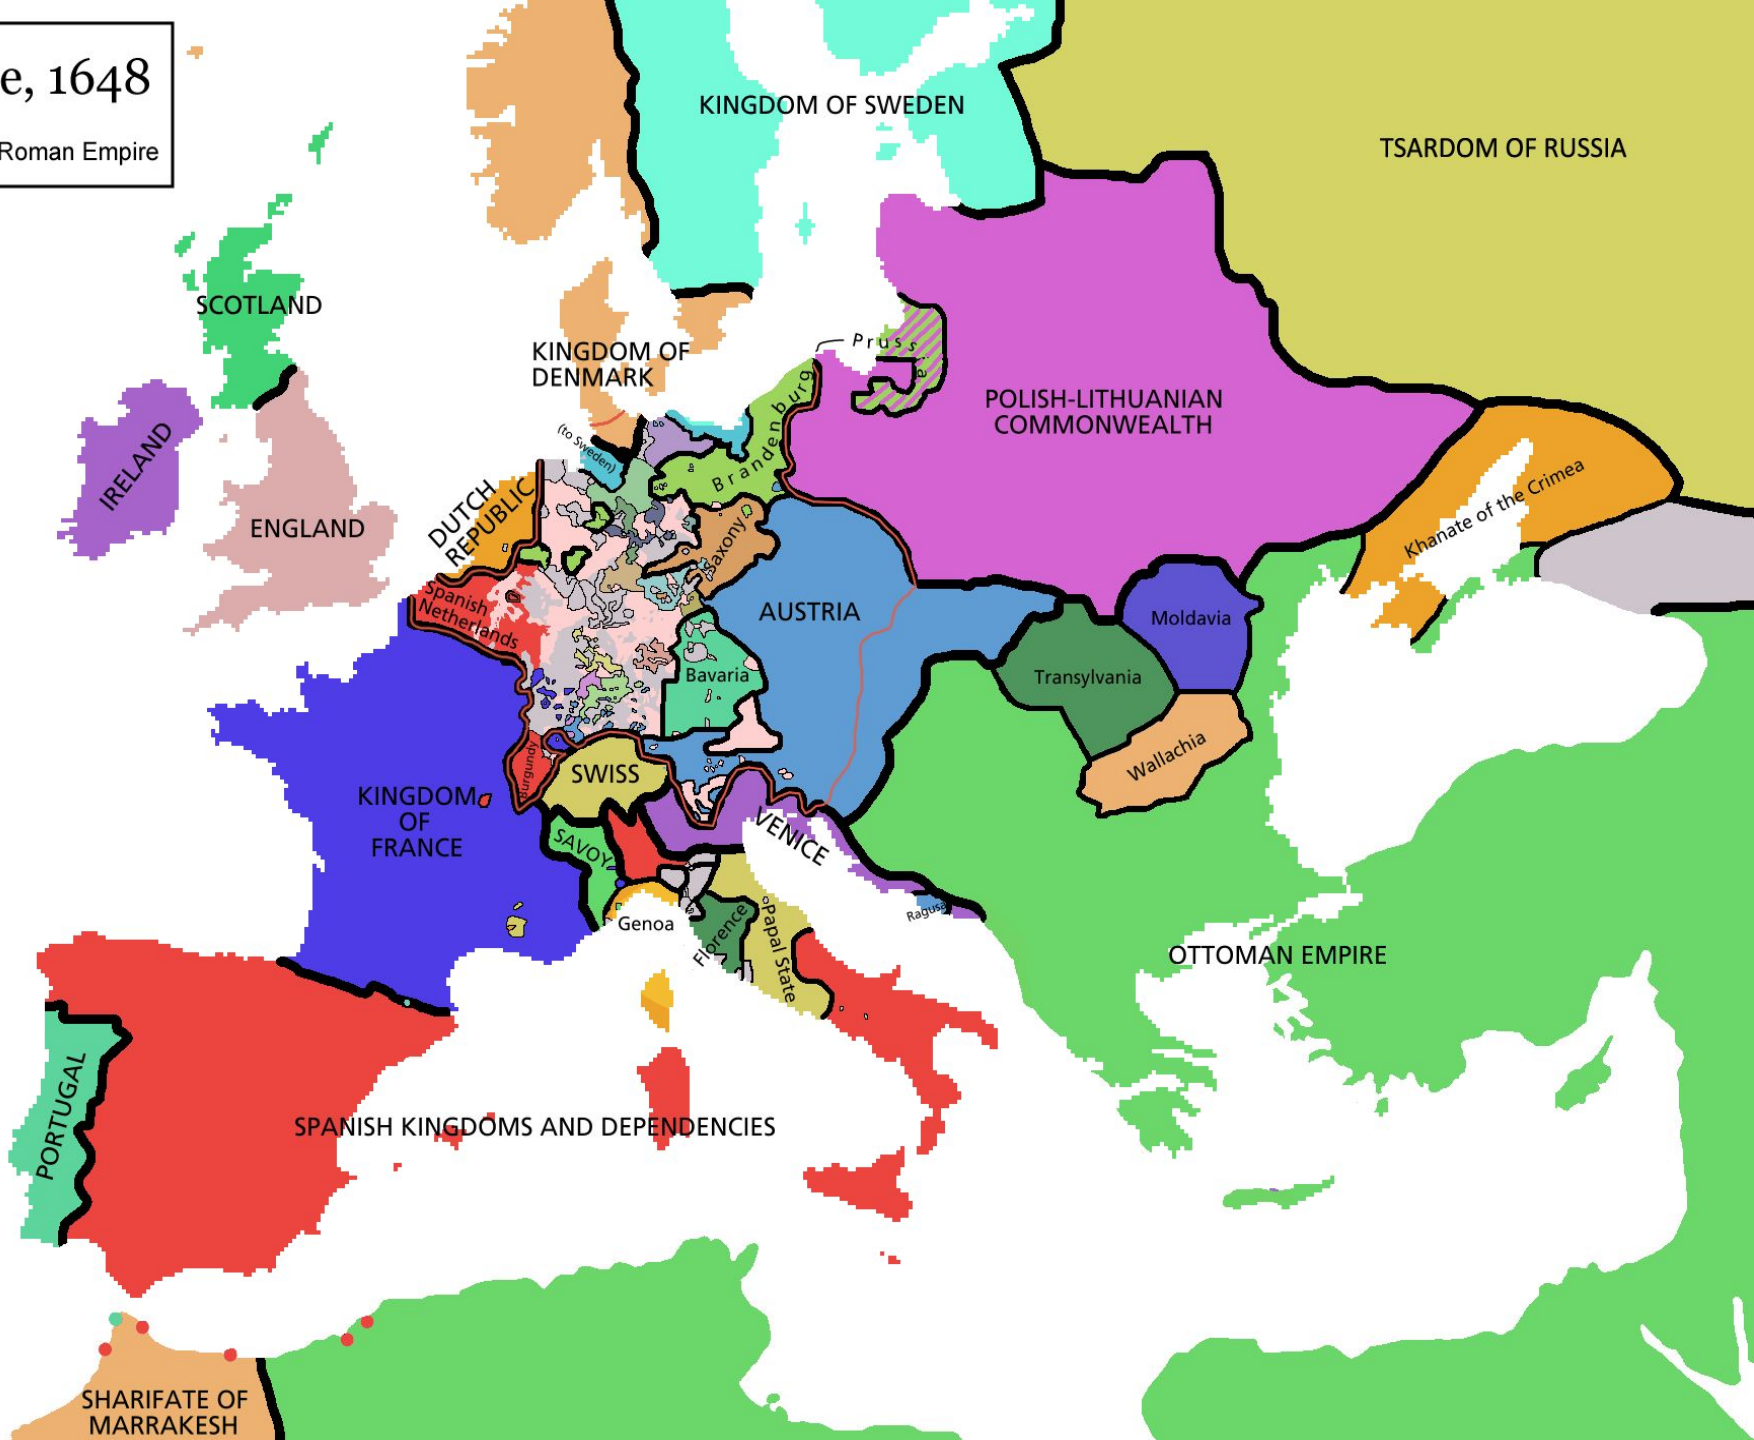 e, 1648
Roman Empire
KINGDOM OF SWEDEN
TSARDOM OF RUSSIA
SCOTLAND
KINGDOM OF
DENMARK
Prussia
IRELAND
ENGLAND
(to Sweden)
Brandenburg
POLISH-LITHUANIAN
COMMONWEALTH
DUTCH
REPUBLIC
Khanate of the Crimea
Saxony
Spanish
Netherlands
AUSTRIA
Moldavia
Bavaria
Transylvania
Burgundy
SWISS
Wallachia
KINGDOM
OF
FRANCE
SAVOY
VENICE
Genoa
Florence
Papal State
Ragusa
OTTOMAN EMPIRE
PORTUGAL
SPANISH KINGDOMS AND DEPENDENCIES
SHARIFATE OF
MARRAKESH